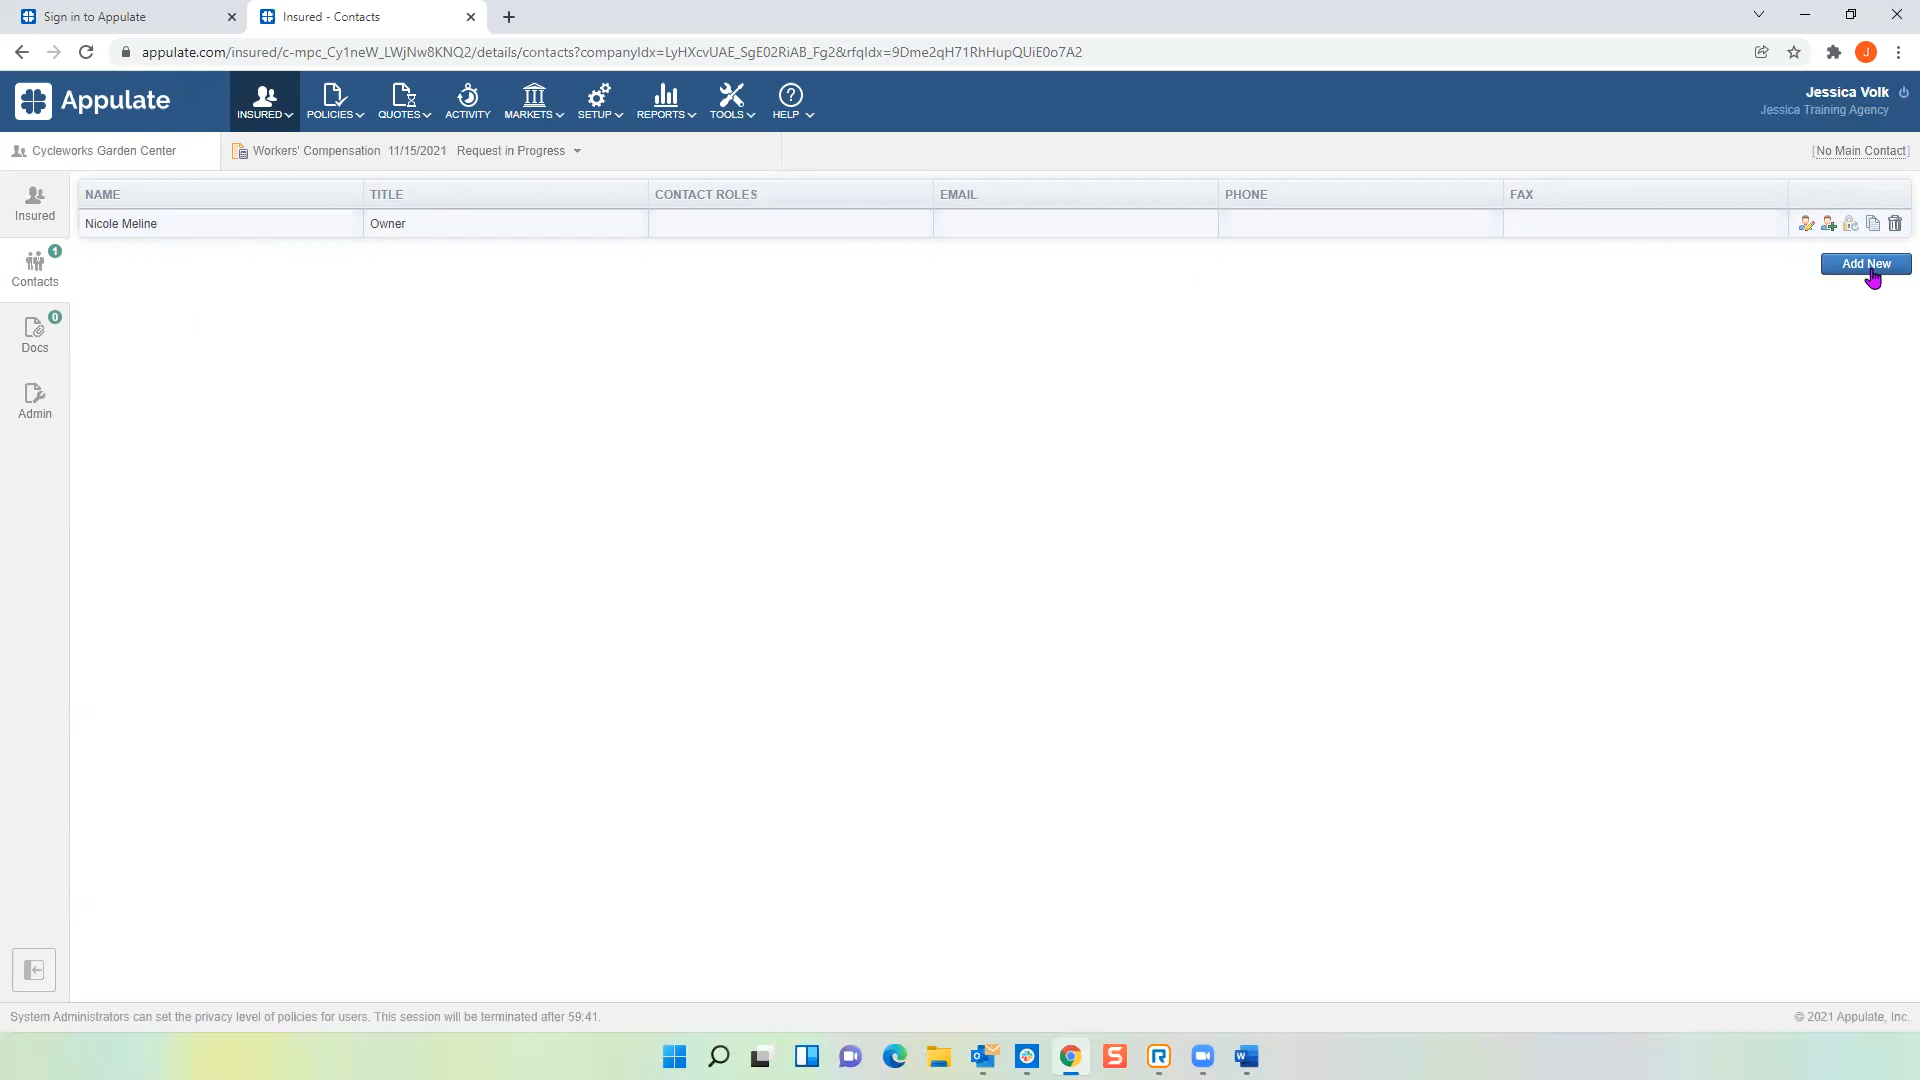 Sign in to Appulate
Insured - Contacts
appulate.com/insured/c-mpc_Cy1neW_LWjNw8KNQ2/details/contacts?companyIdx=LyHXcvUAE_SgE02RiAB_Fg2&rfqIdx=9Dme2qH71RhHupQUiE0o7A2
J
Appulate
INSURED
POLICIES
QUOTES
ACTIVITY
MARKETS
SETUP
REPORTS
TOOLS
HELP
Jessica Volk
Jessica Training Agency
Cycleworks Garden Center
Workers' Compensation 11/15/2021 Request in Progress
[No Main Contact]
Insured
Contacts
1
Docs
0
Admin
NAME TITLE CONTACT ROLES EMAIL PHONE FAX
Nicole Meline Owner
Add New
System Administrators can set the privacy level of policies for users. This session will be terminated after 59:41.
© 2021 Appulate, Inc.